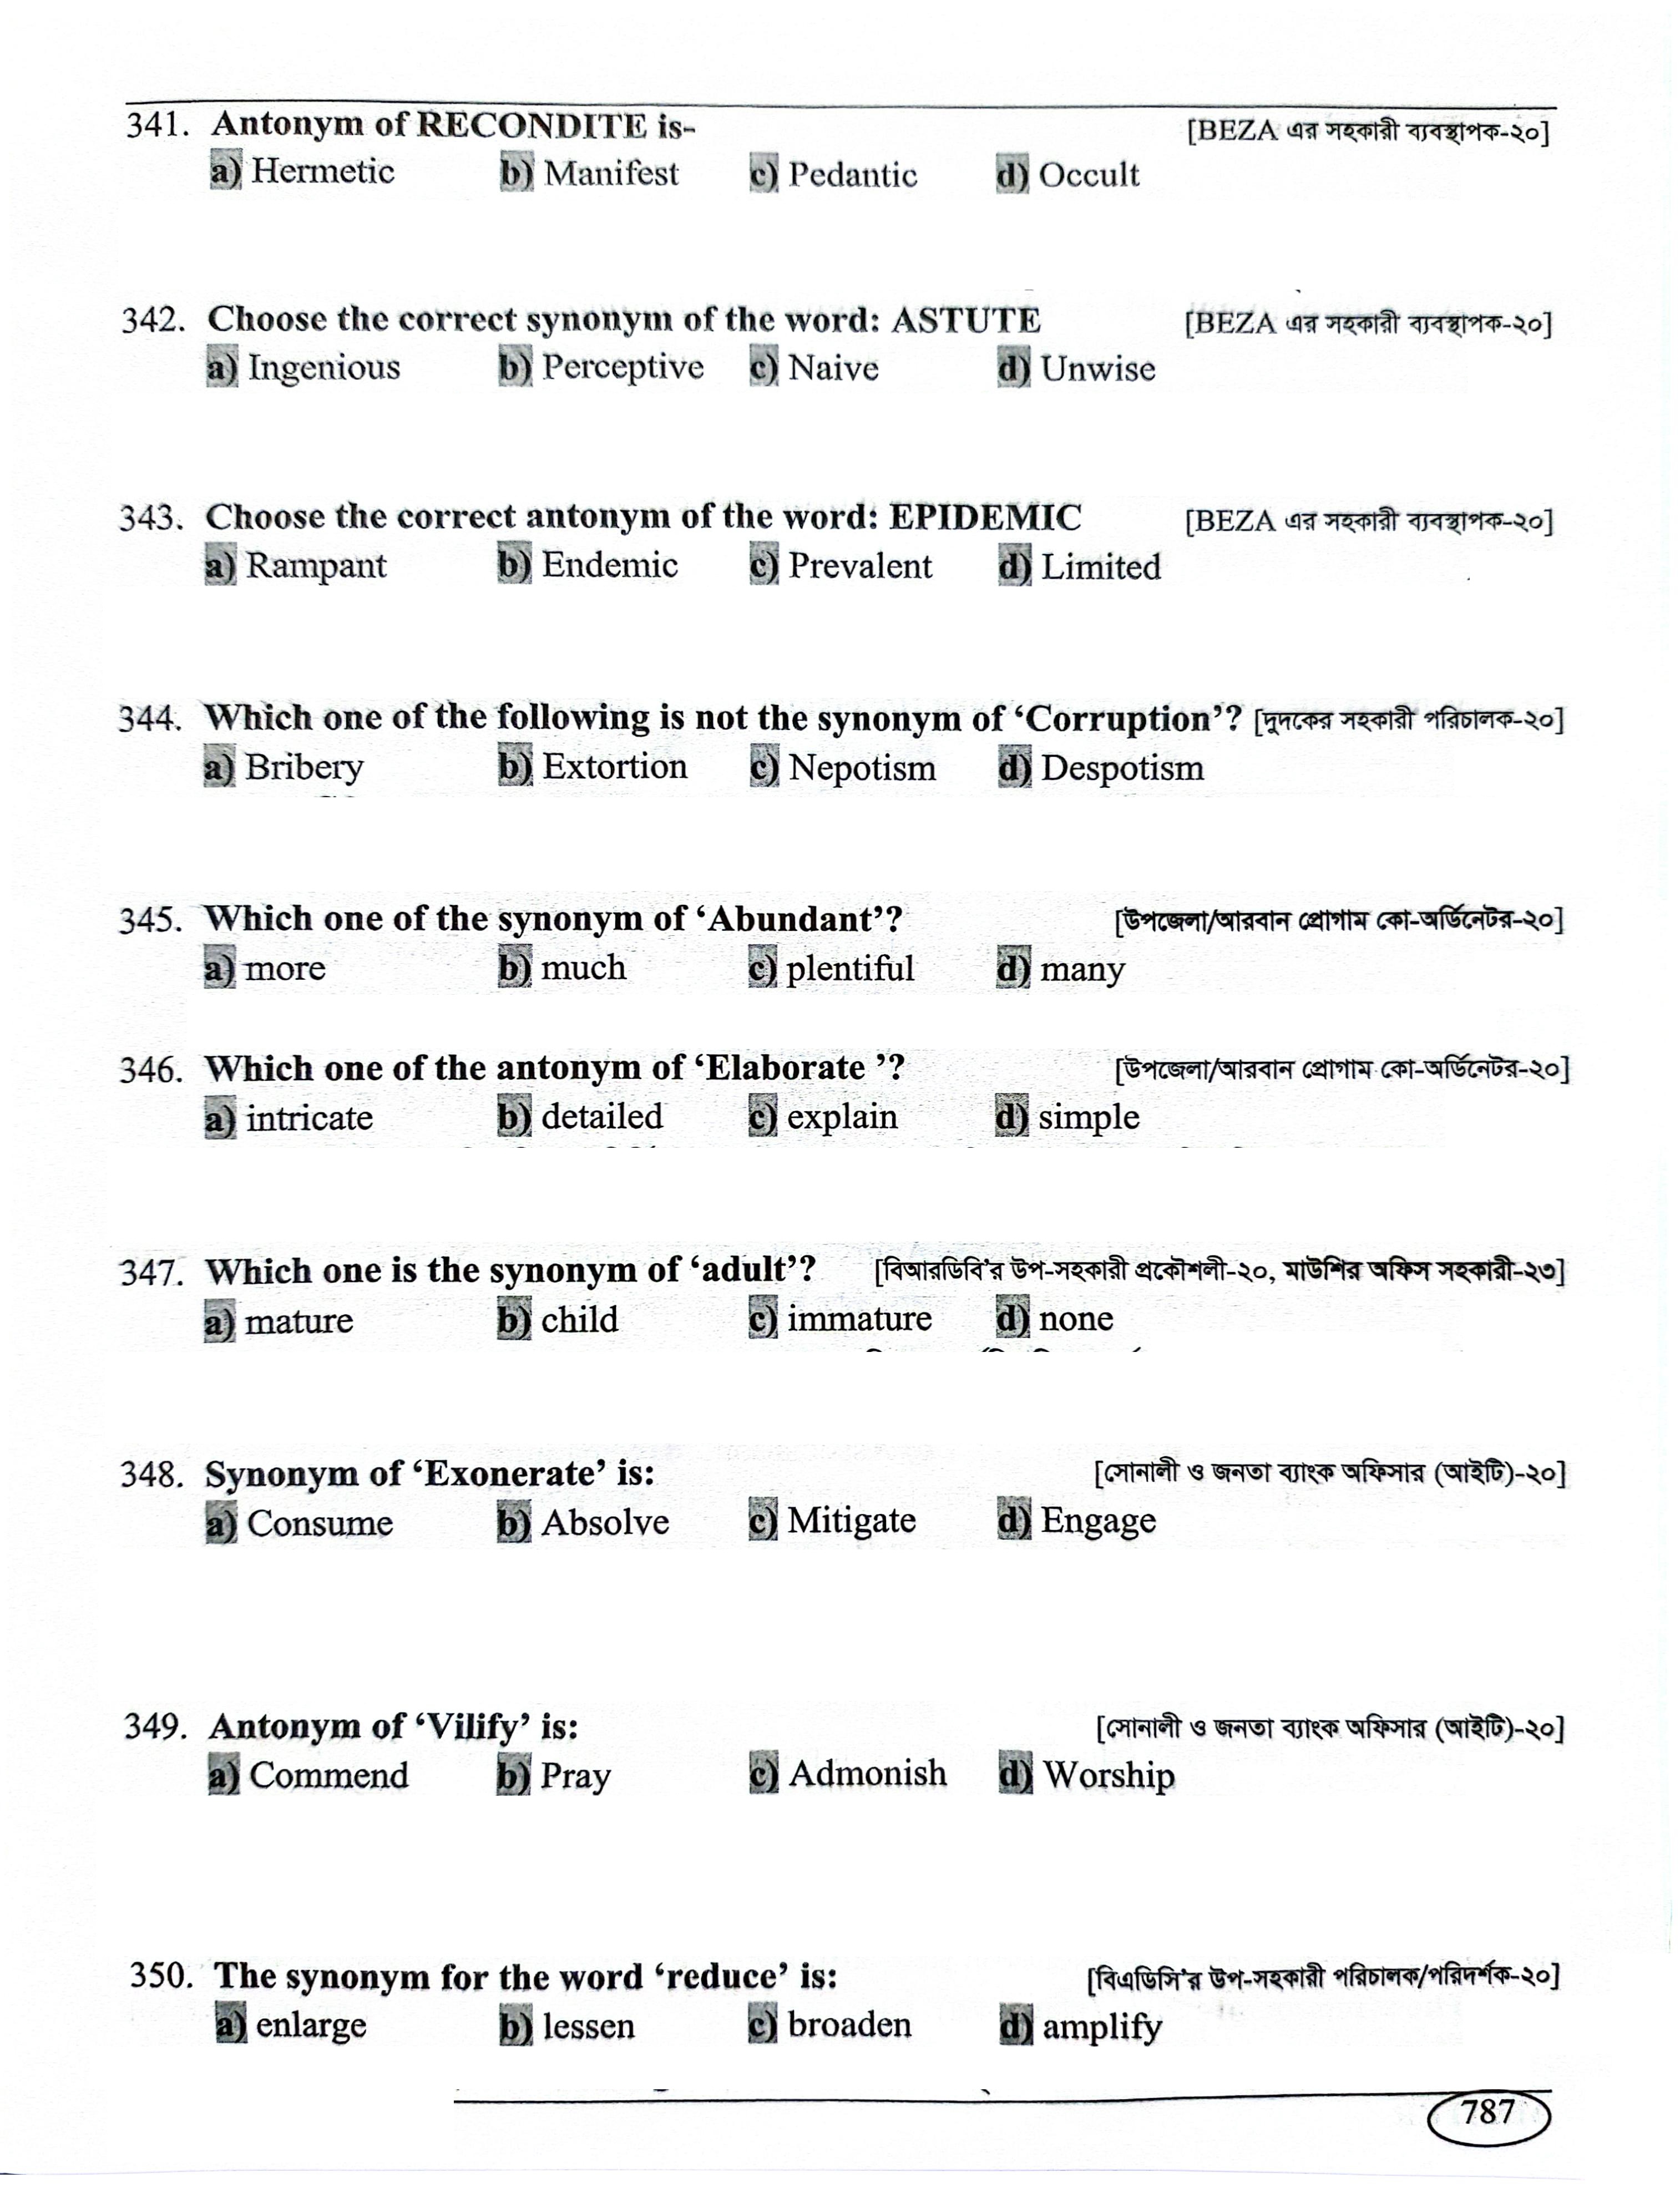 341. Antonym of RECONDITE is- [BEZA এর সহকারী ব্যবস্থাপক-২০]
a) Hermetic b) Manifest c) Pedantic d) Occult
342. Choose the correct synonym of the word: ASTUTE [BEZA এর সহকারী ব্যবস্থাপক-২০]
a) Ingenious b) Perceptive c) Naive d) Unwise
343. Choose the correct antonym of the word: EPIDEMIC [BEZA এর সহকারী ব্যবস্থাপক-২০]
a) Rampant b) Endemic c) Prevalent d) Limited
344. Which one of the following is not the synonym of ‘Corruption’? [দুদকের সহকারী পরিচালক-২০]
a) Bribery b) Extortion c) Nepotism d) Despotism
345. Which one of the synonym of ‘Abundant’? [উপজেলা/আরবান প্রোগাম কো-অর্ডিনেটর-২০]
a) more b) much c) plentiful d) many
346. Which one of the antonym of ‘Elaborate ’? [উপজেলা/আরবান প্রোগাম কো-অর্ডিনেটর-২০]
a) intricate b) detailed c) explain d) simple
347. Which one is the synonym of ‘adult’? [বিআরডিবি'র উপ-সহকারী প্রকৌশলী-২০, মাউশির অফিস সহকারী-২৩]
a) mature b) child c) immature d) none
348. Synonym of ‘Exonerate’ is: [সোনালী ও জনতা ব্যাংক অফিসার (আইটি)-২০]
a) Consume b) Absolve c) Mitigate d) Engage
349. Antonym of ‘Vilify’ is: [সোনালী ও জনতা ব্যাংক অফিসার (আইটি)-২০]
a) Commend b) Pray c) Admonish d) Worship
350. The synonym for the word ‘reduce’ is: [বিএডিসি'র উপ-সহকারী পরিচালক/পরিদর্শক-২০]
a) enlarge b) lessen c) broaden d) amplify
787